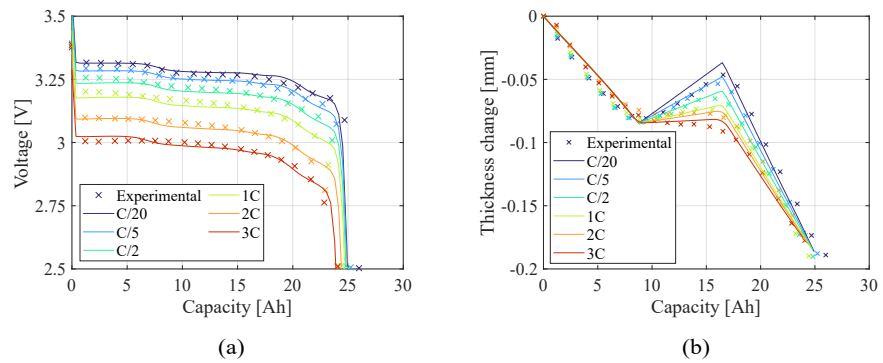 3.5
3.25
3
2.75
2.5
Voltage [V]
0 5 10 15 20 25 30
Capacity [Ah]
Experimental
C/20
C/5
C/2
1C
2C
3C
(a)
0
-0.05
-0.1
-0.15
-0.2
Thickness change [mm]
0 5 10 15 20 25 30
Capacity [Ah]
Experimental
C/20
C/5
C/2
1C
2C
3C
(b)